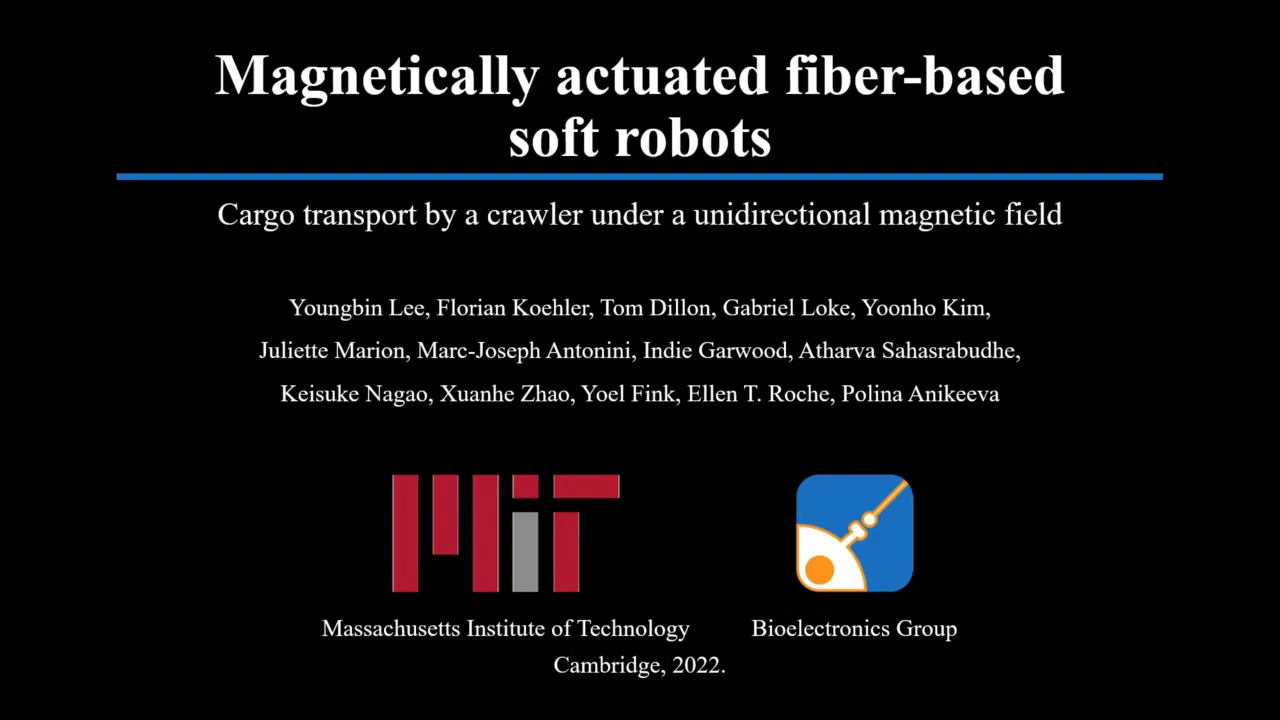 Magnetically actuated fiber-based
soft robots
Cargo transport by a crawler under a unidirectional magnetic field
Youngbin Lee, Florian Koehler, Tom Dillon, Gabriel Loke, Yoonho Kim,
Juliette Marion, Marc-Joseph Antonini, Indie Garwood, Atharva Sahasrabudhe,
Keisuke Nagao, Xuanhe Zhao, Yoel Fink, Ellen T. Roche, Polina Anikeeva
MIT
Massachusetts Institute of Technology
Bioelectronics Group
Cambridge, 2022.